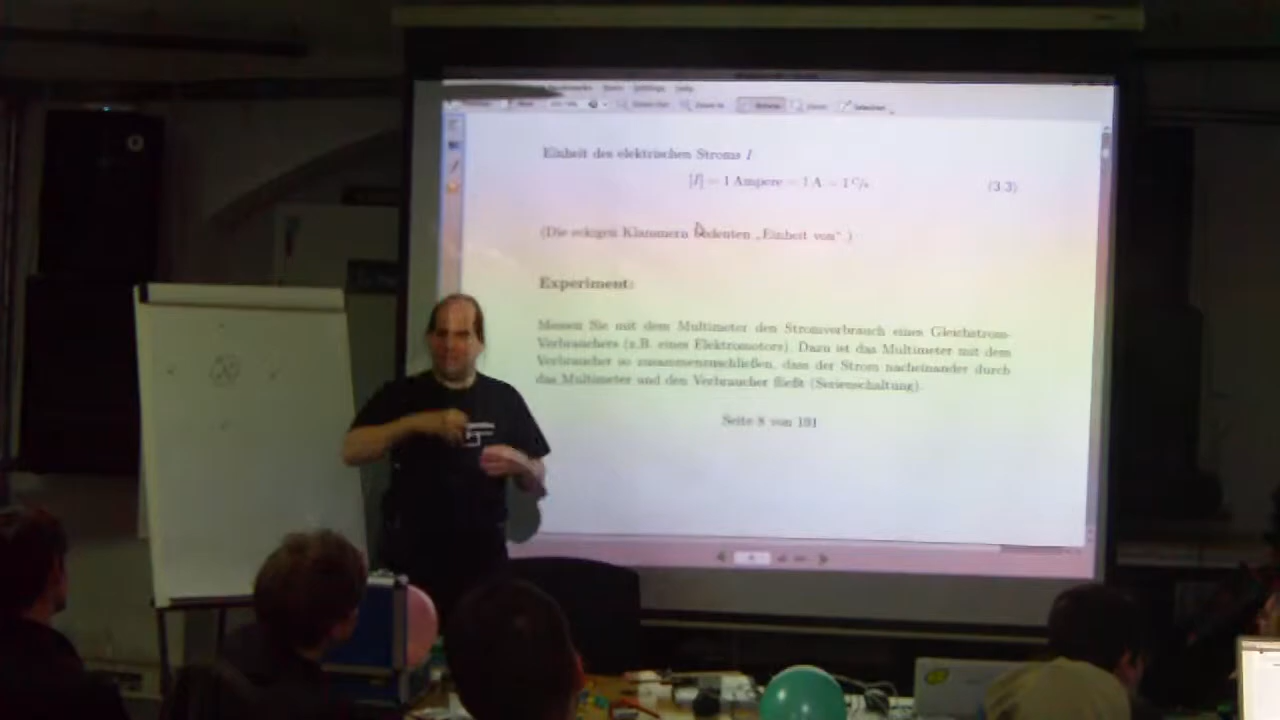 Einheit des elektrischen Stroms I
[I] = 1 Ampere = 1 A = 1 C/s
(3.3)
(Die eckigen Klammern bedeuten „Einheit von“.)
Experiment:
Messen Sie mit dem Multimeter den Stromverbrauch eines Gleichstrom-
Verbrauchers (z.B. eines Elektromotors). Dazu ist das Multimeter mit dem
Verbraucher so zusammenzuschließen, dass der Strom nacheinander durch
das Multimeter und den Verbraucher fließt (Serienschaltung).
Seite 8 von 191